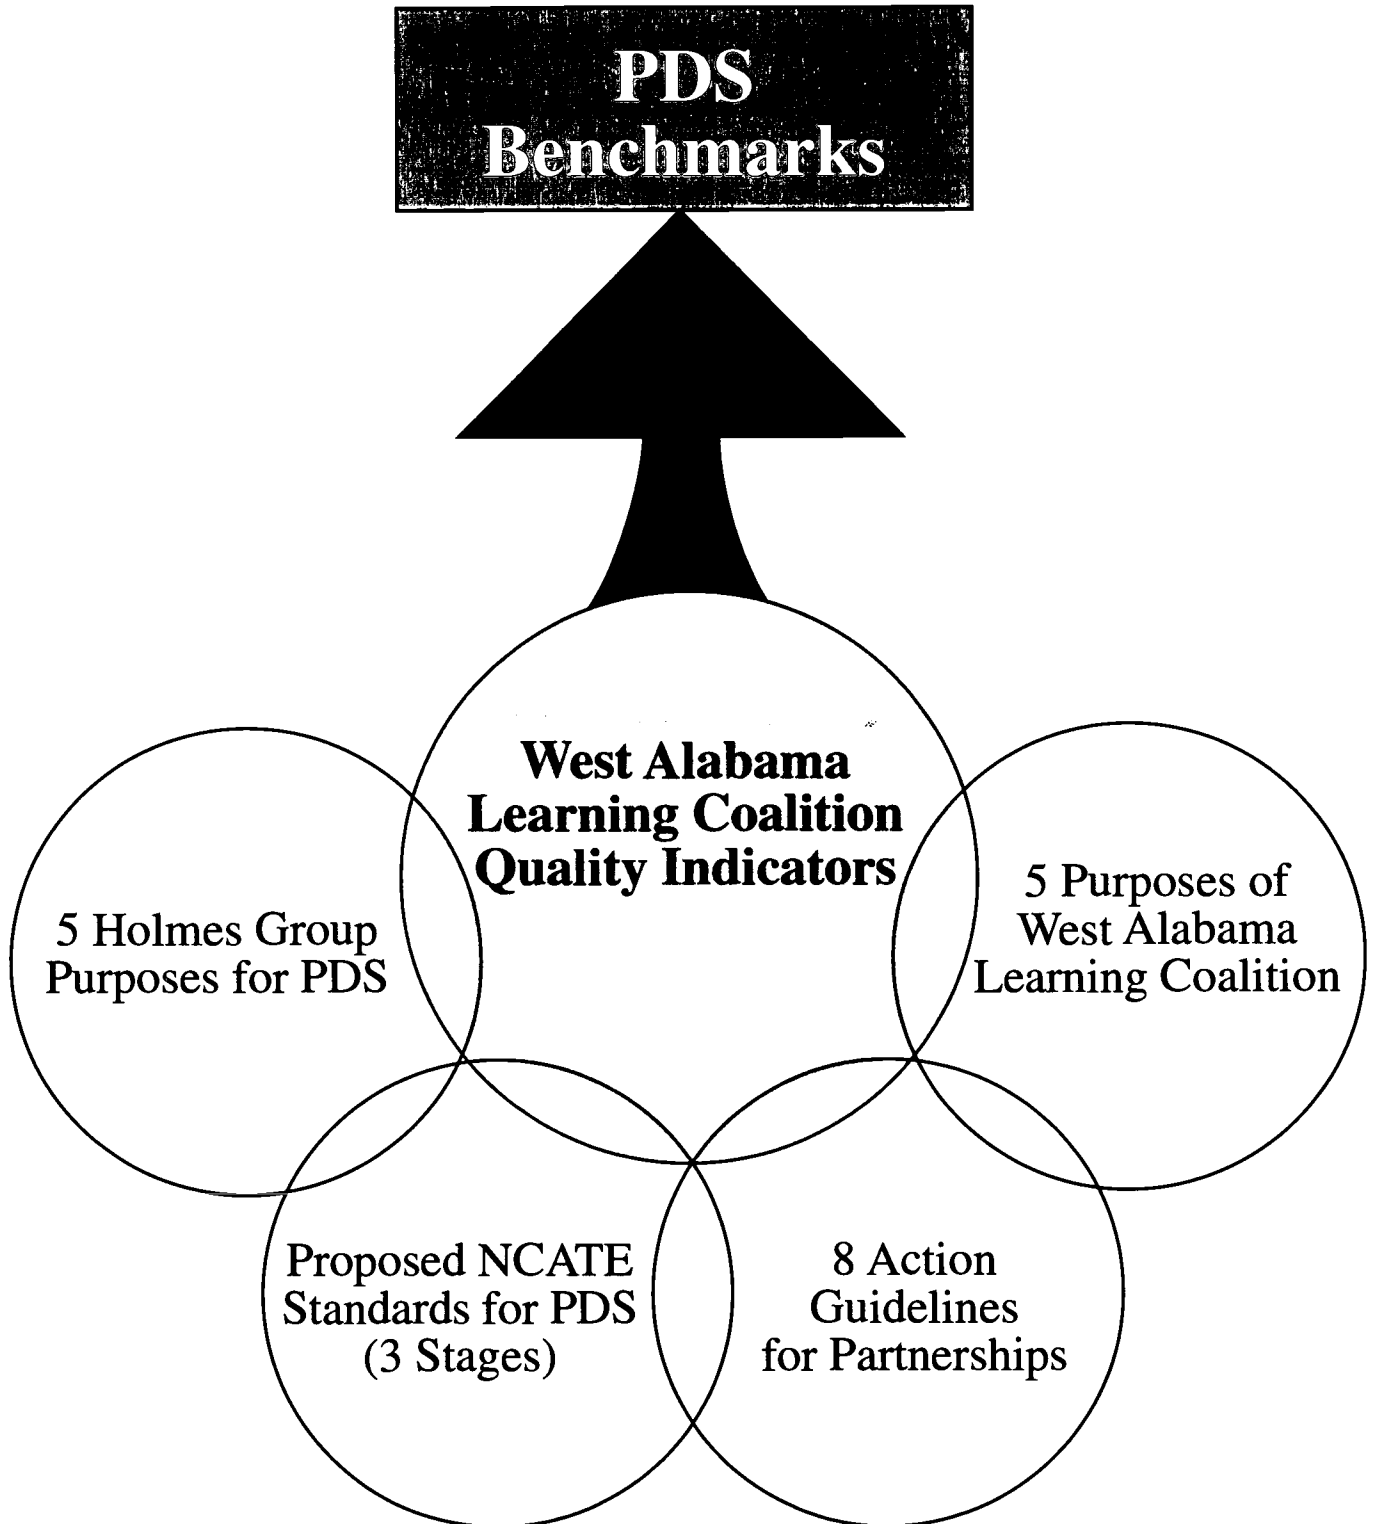 PDS
Benchmarks
West Alabama
Learning Coalition
Quality Indicators
5 Holmes Group
Purposes for PDS
5 Purposes of
West Alabama
Learning Coalition
Proposed NCATE
Standards for PDS
(3 Stages)
8 Action
Guidelines
for Partnerships